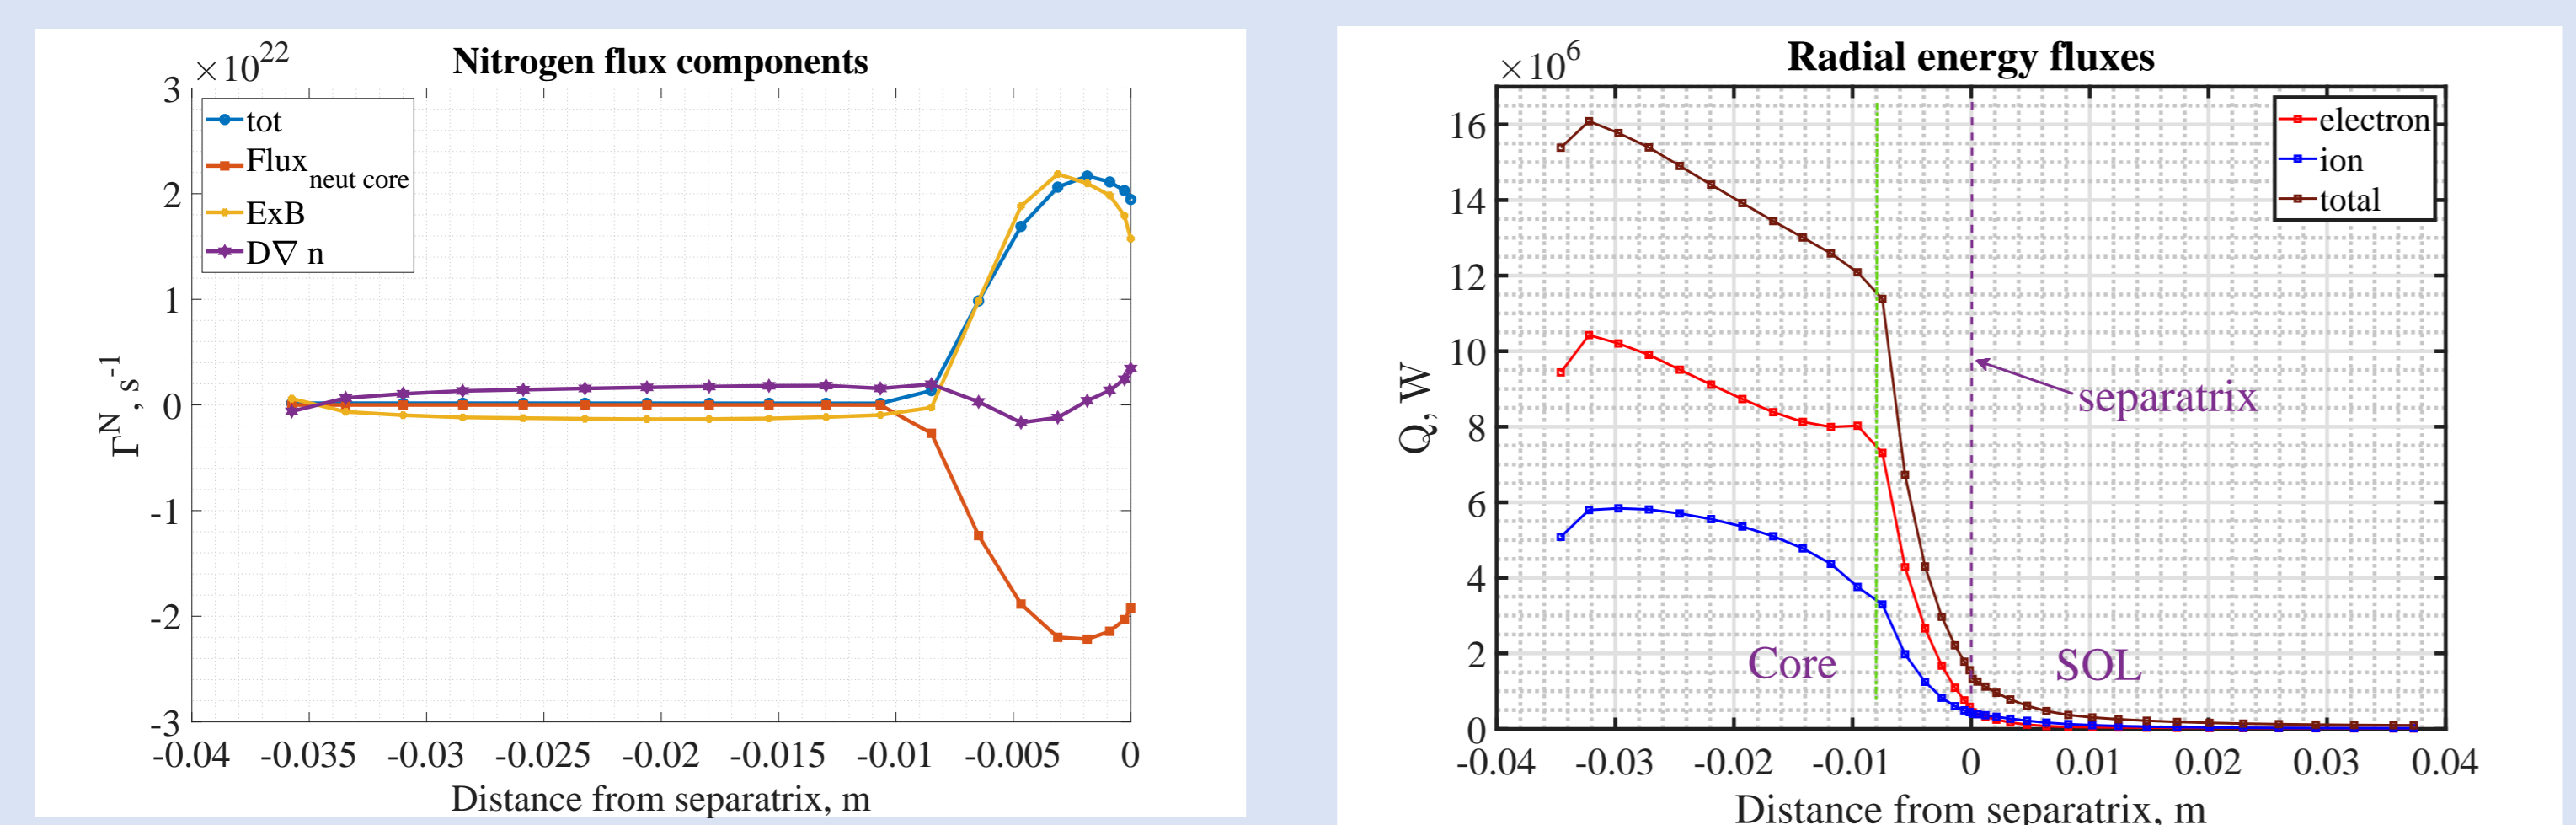 Nitrogen flux components
×10^22
3
2
1
0
-1
-2
-3
Γ^N, s^-1
tot
Flux_neut core
ExB
D∇ n
-0.04 -0.035 -0.03 -0.025 -0.02 -0.015 -0.01 -0.005 0
Distance from separatrix, m
Radial energy fluxes
×10^6
16
14
12
10
8
6
4
2
0
Q, W
electron
ion
total
separatrix
Core
SOL
-0.04 -0.03 -0.02 -0.01 0 0.01 0.02 0.03 0.04
Distance from separatrix, m